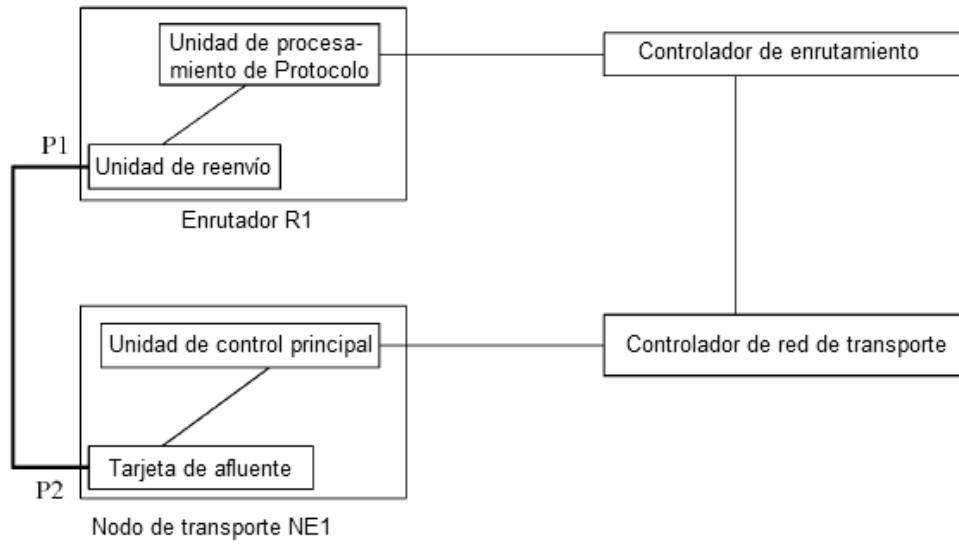 Unidad de procesa-
miento de Protocolo
Controlador de enrutamiento
P1
Unidad de reenvío
Enrutador R1
Unidad de control principal
Controlador de red de transporte
Tarjeta de afluente
P2
Nodo de transporte NE1